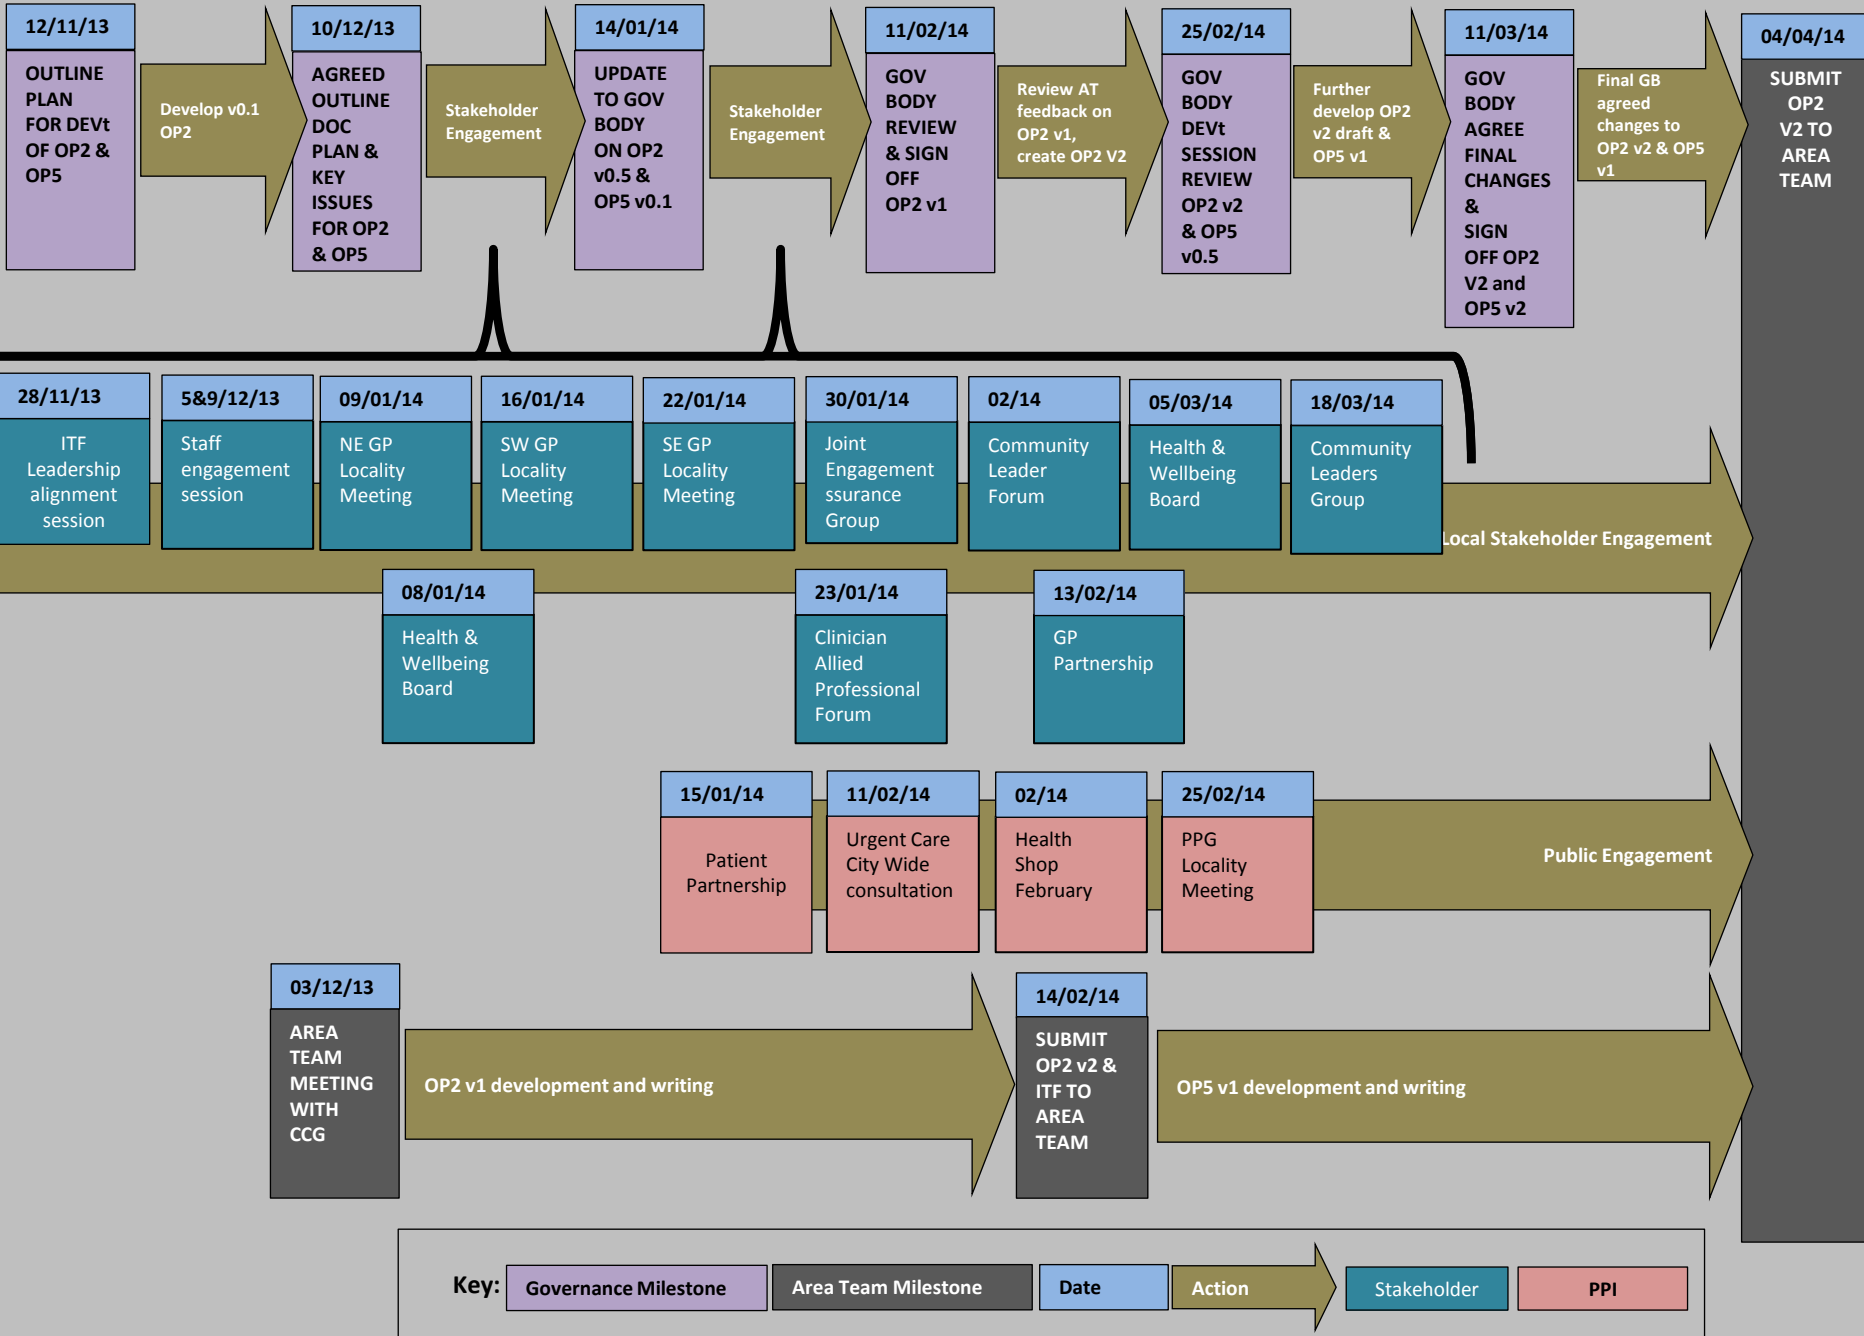 12/11/13
OUTLINE
PLAN
FOR DEVt
OF OP2 &
OP5
Develop v0.1
OP2
10/12/13
AGREED
OUTLINE
DOC
PLAN &
KEY
ISSUES
FOR OP2
& OP5
Stakeholder
Engagement
14/01/14
UPDATE
TO GOV
BODY
ON OP2
v0.5 &
OP5 v0.1
Stakeholder
Engagement
11/02/14
GOV
BODY
REVIEW
& SIGN
OFF
OP2 v1
Review AT
feedback on
OP2 v1,
create OP2 V2
25/02/14
GOV
BODY
DEVt
SESSION
REVIEW
OP2 v2
& OP5
v0.5
Further
develop OP2
v2 draft &
OP5 v1
11/03/14
GOV
BODY
AGREE
FINAL
CHANGES
&
SIGN
OFF OP2
V2 and
OP5 v2
Final GB
agreed
changes to
OP2 v2 & OP5
v1
04/04/14
SUBMIT
OP2
V2 TO
AREA
TEAM
28/11/13
ITF
Leadership
alignment
session
5&9/12/13
Staff
engagement
session
09/01/14
NE GP
Locality
Meeting
16/01/14
SW GP
Locality
Meeting
22/01/14
SE GP
Locality
Meeting
30/01/14
Joint
Engagement
ssurance
Group
02/14
Community
Leader
Forum
05/03/14
Health &
Wellbeing
Board
18/03/14
Community
Leaders
Group
Local Stakeholder Engagement
08/01/14
Health &
Wellbeing
Board
23/01/14
Clinician
Allied
Professional
Forum
13/02/14
GP
Partnership
15/01/14
Patient
Partnership
11/02/14
Urgent Care
City Wide
consultation
02/14
Health
Shop
February
25/02/14
PPG
Locality
Meeting
Public Engagement
03/12/13
AREA
TEAM
MEETING
WITH
CCG
OP2 v1 development and writing
14/02/14
SUBMIT
OP2 v2 &
ITF TO
AREA
TEAM
OP5 v1 development and writing
Key:
Governance Milestone
Area Team Milestone
Date
Action
Stakeholder
PPI